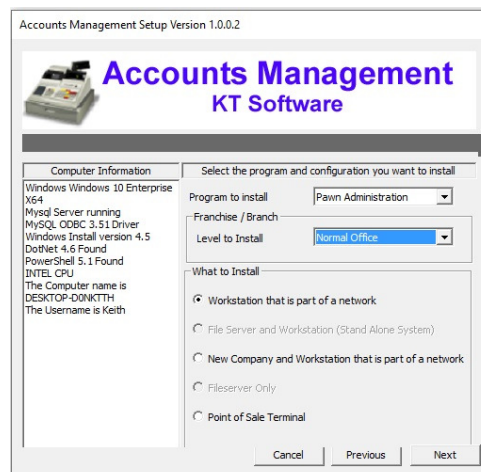 Accounts Management Setup Version 1.0.0.2
Accounts Management
KT Software
Computer Information
Windows Windows 10 Enterprise
X64
Mysql Server running
MySQL ODBC 3.51 Driver
Windows Install version 4.5
DotNet 4.6 Found
PowerShell 5.1 Found
INTEL CPU
The Computer name is
DESKTOP-D0NKTTH
The Username is Keith
Select the program and configuration you want to install
Program to install Pawn Administration
Franchise / Branch
Level to Install Normal Office
What to Install
Workstation that is part of a network
File Server and Workstation (Stand Alone System)
New Company and Workstation that is part of a network
Fileserver Only
Point of Sale Terminal
Cancel Previous Next